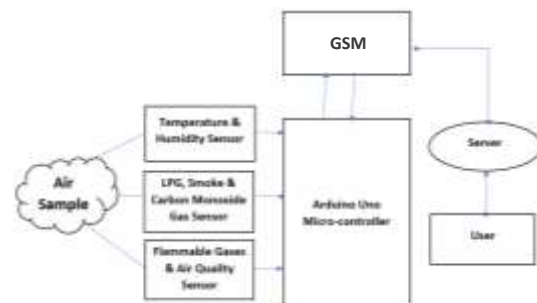 GSM
Temperature &
Humidity Sensor
Air
Sample
LPG, Smoke &
Carbon Monoxide
Gas Sensor
Flammable Gases
& Air Quality
Sensor
Arduino Uno
Micro-controller
Server
User